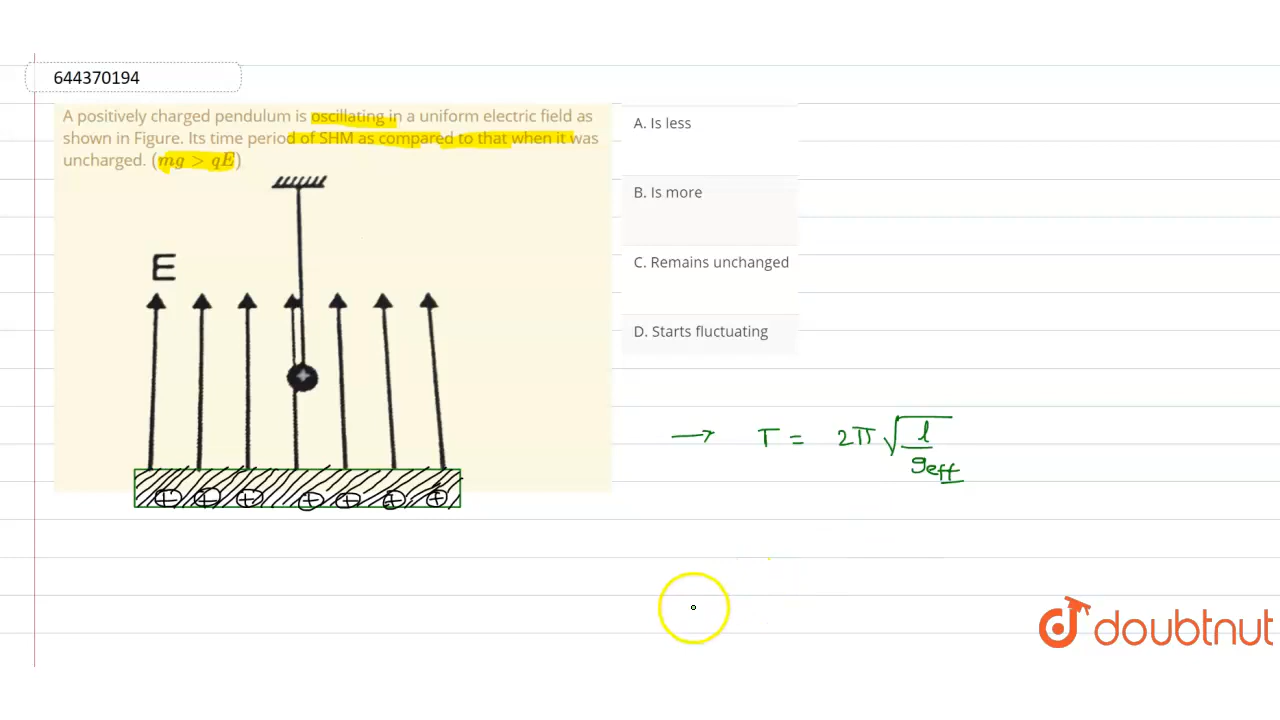 644370194
A positively charged pendulum is oscillating in a uniform electric field as
shown in Figure. Its time period of SHM as compared to that when it was
uncharged. (mg > qE)
E
+
+ + + + + + +
A. Is less
B. Is more
C. Remains unchanged
D. Starts fluctuating
→ T = 2π √(l / g_eff)
doubtnut